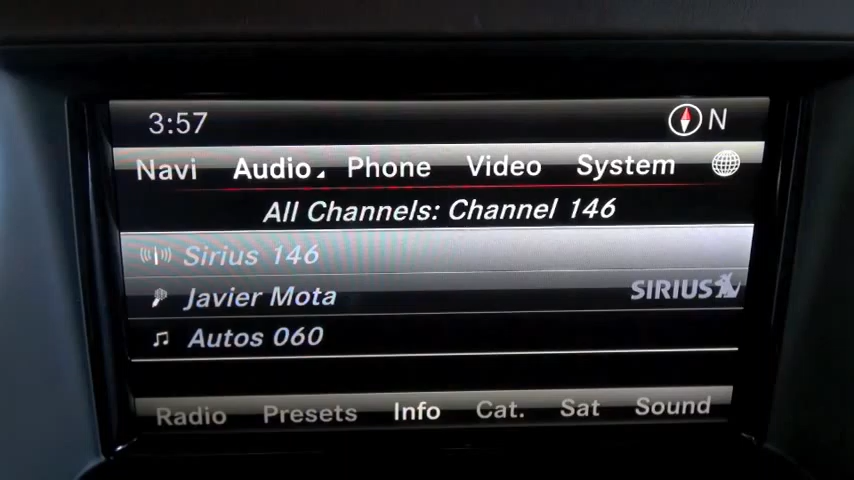 3:57 N
Navi Audio Phone Video System
All Channels: Channel 146
Sirius 146
Javier Mota SIRIUS
Autos 060
Radio Presets Info Cat. Sat Sound